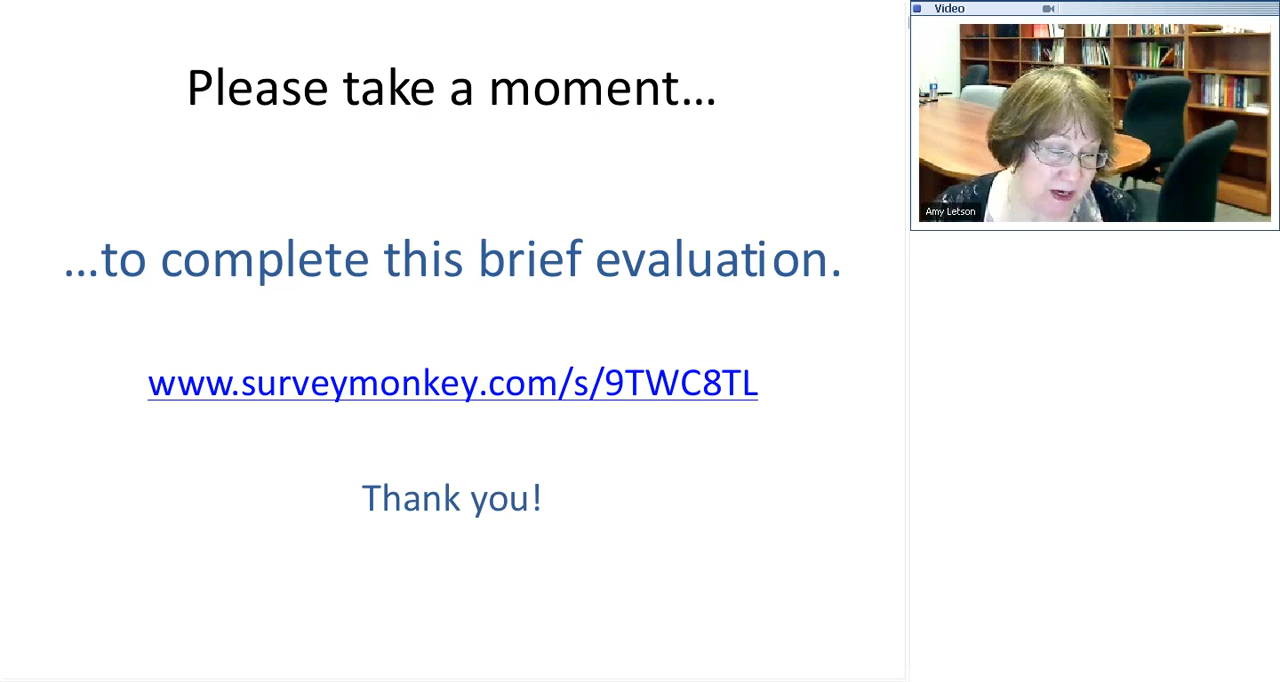 Please take a moment…
…to complete this brief evaluation.
www.surveymonkey.com/s/9TWC8TL
Thank you!
Video
Amy Letson